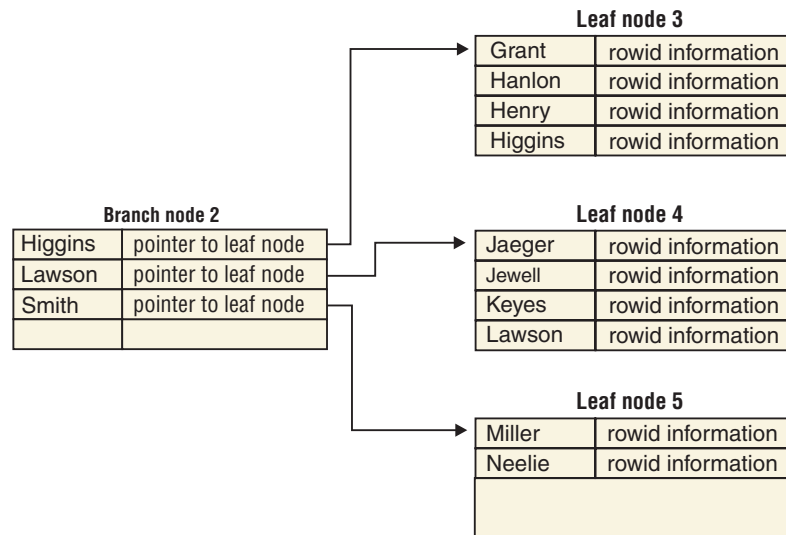 Leaf node 3
Grant rowid information
Hanlon rowid information
Henry rowid information
Higgins rowid information
Branch node 2
Higgins pointer to leaf node
Lawson pointer to leaf node
Smith pointer to leaf node
Leaf node 4
Jaeger rowid information
Jewell rowid information
Keyes rowid information
Lawson rowid information
Leaf node 5
Miller rowid information
Neelie rowid information